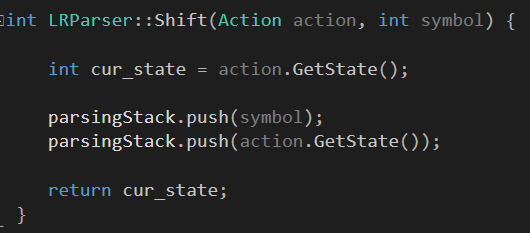 int LRParser::Shift(Action action, int symbol) {
int cur_state = action.GetState();
parsingStack.push(symbol);
parsingStack.push(action.GetState());
return cur_state;
}